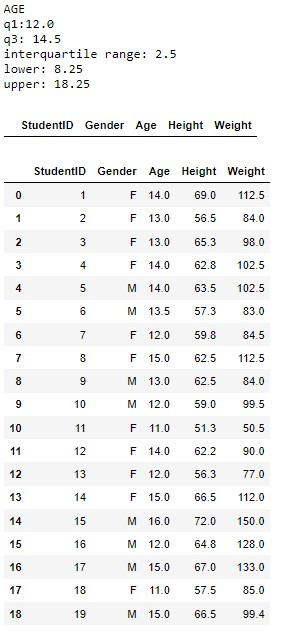 AGE
q1:12.0
q3: 14.5
interquartile range: 2.5
lower: 8.25
upper: 18.25
StudentID Gender Age Height Weight
StudentID Gender Age Height Weight
0 1 F 14.0 69.0 112.5
1 2 F 13.0 56.5 84.0
2 3 F 13.0 65.3 98.0
3 4 F 14.0 62.8 102.5
4 5 M 14.0 63.5 102.5
5 6 M 13.5 57.3 83.0
6 7 F 12.0 59.8 84.5
7 8 F 15.0 62.5 112.5
8 9 M 13.0 62.5 84.0
9 10 M 12.0 59.0 99.5
10 11 F 11.0 51.3 50.5
11 12 F 14.0 62.2 90.0
12 13 F 12.0 56.3 77.0
13 14 F 15.0 66.5 112.0
14 15 M 16.0 72.0 150.0
15 16 M 12.0 64.8 128.0
16 17 M 15.0 67.0 133.0
17 18 F 11.0 57.5 85.0
18 19 M 15.0 66.5 99.4